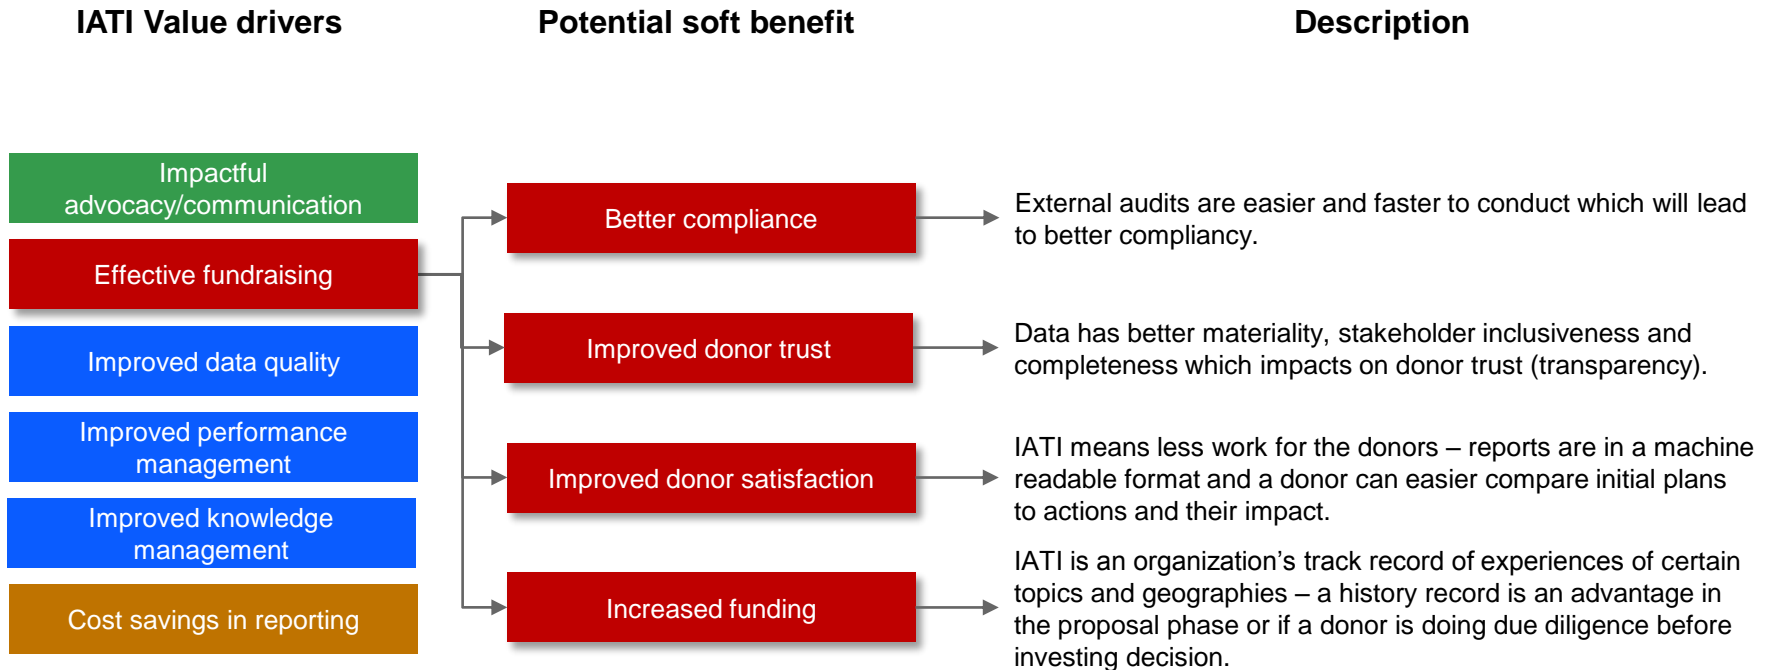 IATI Value drivers
Potential soft benefit
Description
Impactful
advocacy/communication
Effective fundraising
Improved data quality
Improved performance
management
Improved knowledge
management
Cost savings in reporting
Better compliance
Improved donor trust
Improved donor satisfaction
Increased funding
External audits are easier and faster to conduct which will lead
to better compliancy.
Data has better materiality, stakeholder inclusiveness and
completeness which impacts on donor trust (transparency).
IATI means less work for the donors – reports are in a machine
readable format and a donor can easier compare initial plans
to actions and their impact.
IATI is an organization’s track record of experiences of certain
topics and geographies – a history record is an advantage in
the proposal phase or if a donor is doing due diligence before
investing decision.